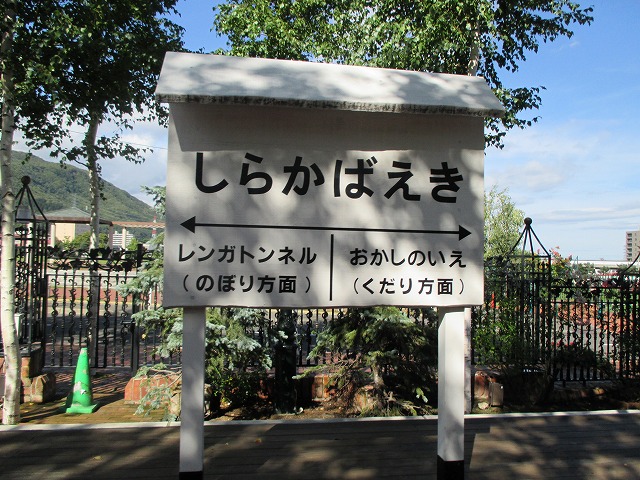 しらかばえき
レンガトンネル
(のぼり方面)
おかしのいえ
(くだり方面)